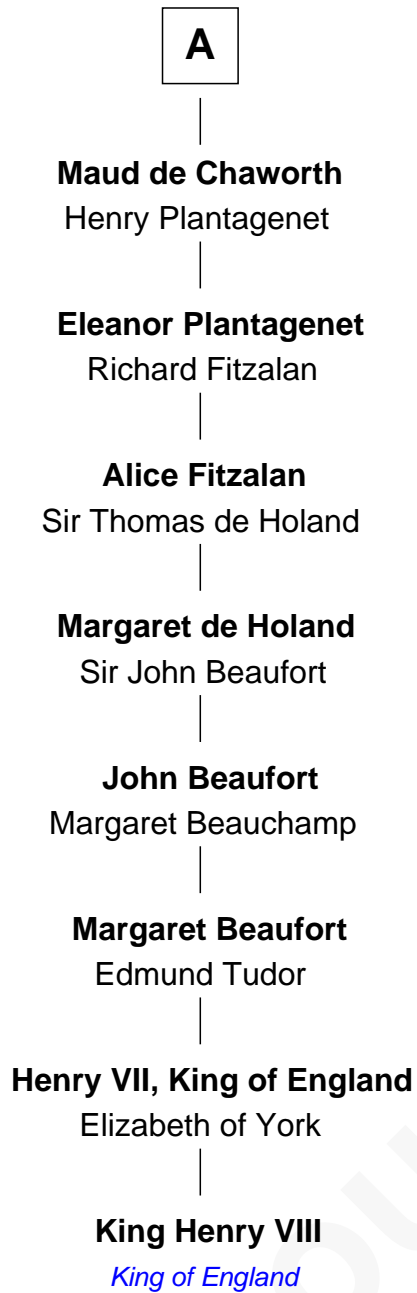 A
Maud de Chaworth
Henry Plantagenet
Eleanor Plantagenet
Richard Fitzalan
Alice Fitzalan
Sir Thomas de Holand
Margaret de Holand
Sir John Beaufort
John Beaufort
Margaret Beauchamp
Margaret Beaufort
Edmund Tudor
Henry VII, King of England
Elizabeth of York
King Henry VIII
King of England